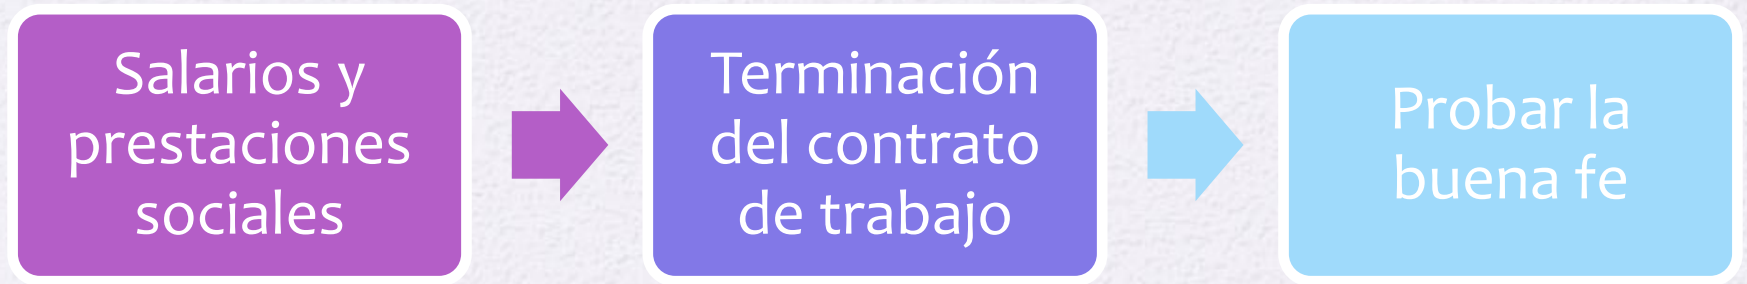 Salarios y
prestaciones
sociales
Terminación
del contrato
de trabajo
Probar la
buena fe